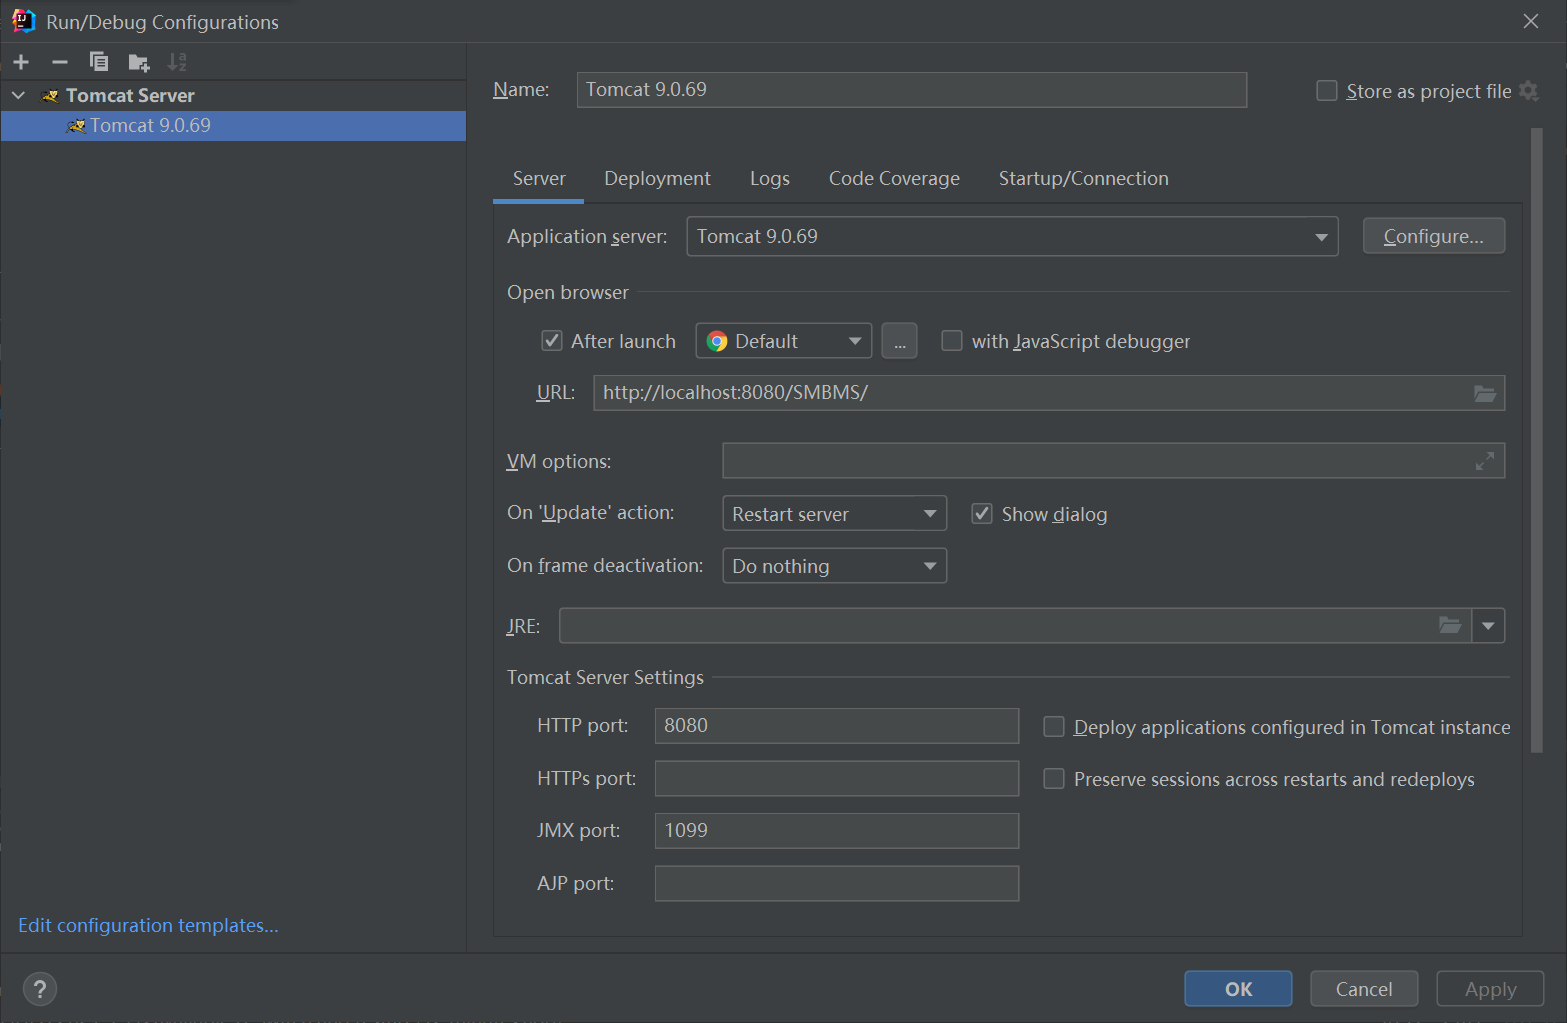 Run/Debug Configurations
Tomcat Server
Tomcat 9.0.69
Edit configuration templates...
Name: Tomcat 9.0.69 Store as project file
Server Deployment Logs Code Coverage Startup/Connection
Application server: Tomcat 9.0.69 Configure...
Open browser
After launch Default ... with JavaScript debugger
URL: http://localhost:8080/SMBMS/
VM options:
On 'Update' action: Restart server Show dialog
On frame deactivation: Do nothing
JRE:
Tomcat Server Settings
HTTP port: 8080 Deploy applications configured in Tomcat instance
HTTPs port: Preserve sessions across restarts and redeploys
JMX port: 1099
AJP port:
? OK Cancel Apply